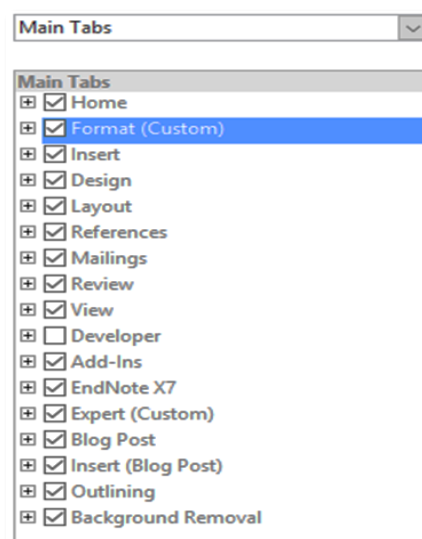 Main Tabs
Main Tabs
Home
Format (Custom)
Insert
Design
Layout
References
Mailings
Review
View
Developer
Add-Ins
EndNote X7
Expert (Custom)
Blog Post
Insert (Blog Post)
Outlining
Background Removal